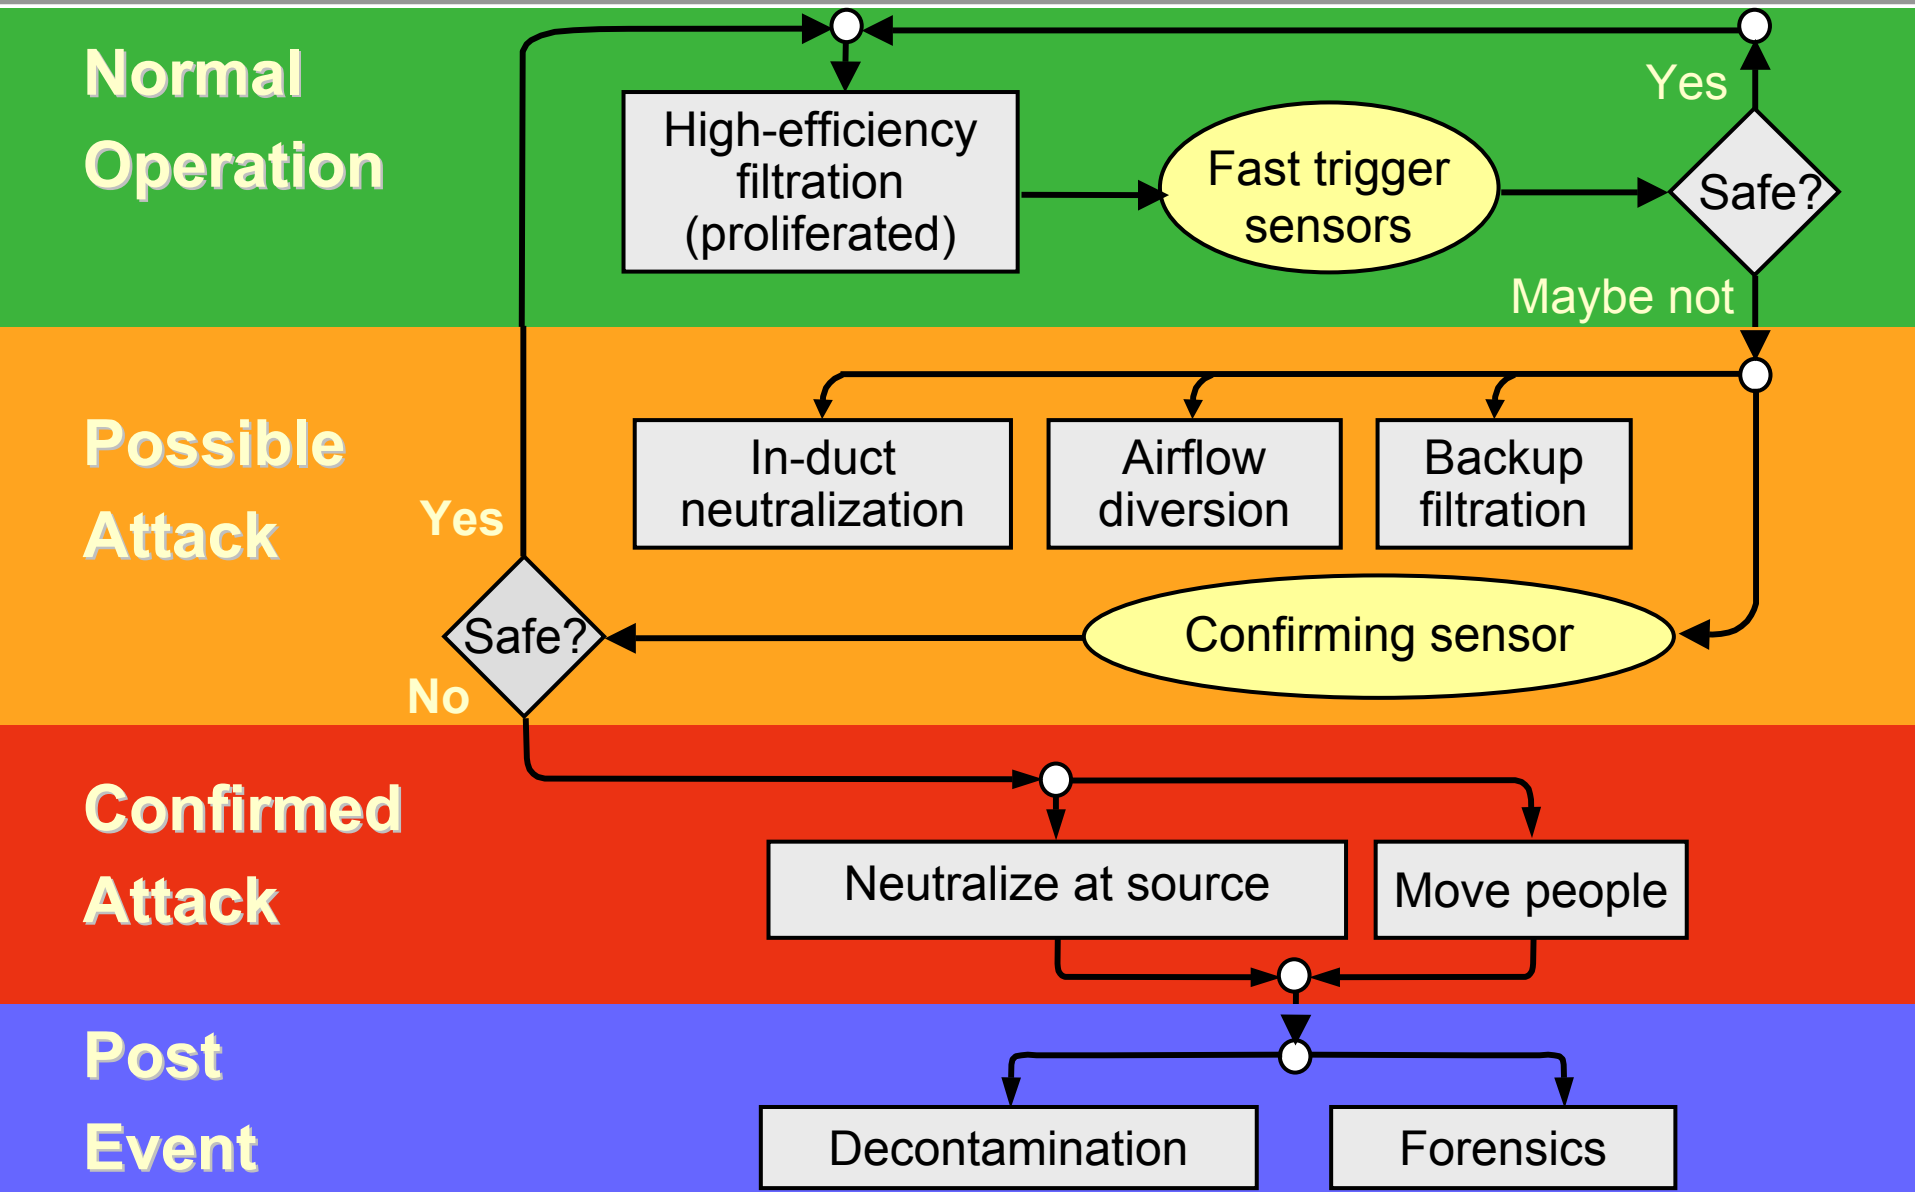 Normal
Operation
High-efficiency
filtration
(proliferated)
Fast trigger
sensors
Yes
Safe?
Maybe not
Possible
Attack
In-duct
neutralization
Airflow
diversion
Backup
filtration
Yes
Safe?
No
Confirming sensor
Confirmed
Attack
Neutralize at source
Move people
Post
Event
Decontamination
Forensics